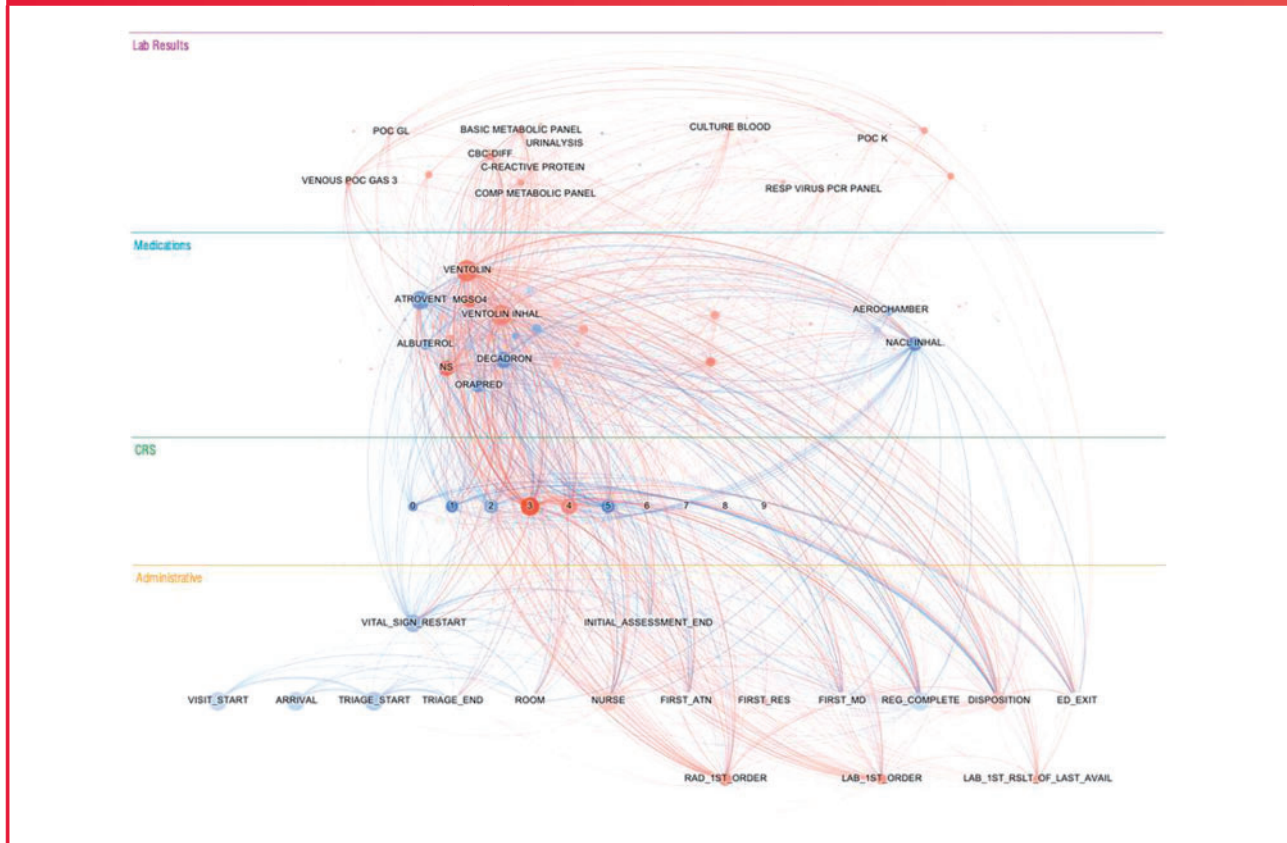 Lab Results
POC GL
BASIC METABOLIC PANEL
CULTURE BLOOD
URINALYSIS
POC K
CBC-DIFF
C-REACTIVE PROTEIN
VENOUS POC GAS 3
COMP METABOLIC PANEL
RESP VIRUS PCR PANEL
Medications
VENTOLIN
ATROVENT
MGSO4
VENTOLIN INHAL.
AEROCHAMBER
ALBUTEROL
NACL INHAL.
DECADRON
NS
ORAPRED
CRS
0 1 2 3 4 5 6 7 8 9
Administrative
VITAL_SIGN_RESTART
INITIAL_ASSESSMENT_END
VISIT_START ARRIVAL TRIAGE_START TRIAGE_END ROOM NURSE FIRST_ATN FIRST_RES FIRST_MD REG_COMPLETE DISPOSITION ED_EXIT
RAD_1ST_ORDER LAB_1ST_ORDER LAB_1ST_RSLT_OF_LAST_AVAIL